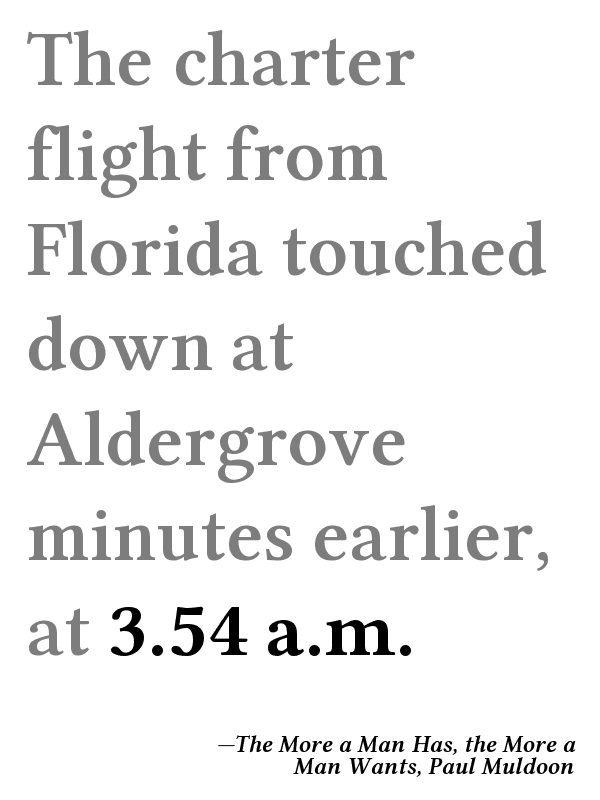 The charter
flight from
Florida touched
down at
Aldergrove
minutes earlier,
at 3.54 a.m.
—The More a Man Has, the More a
Man Wants, Paul Muldoon